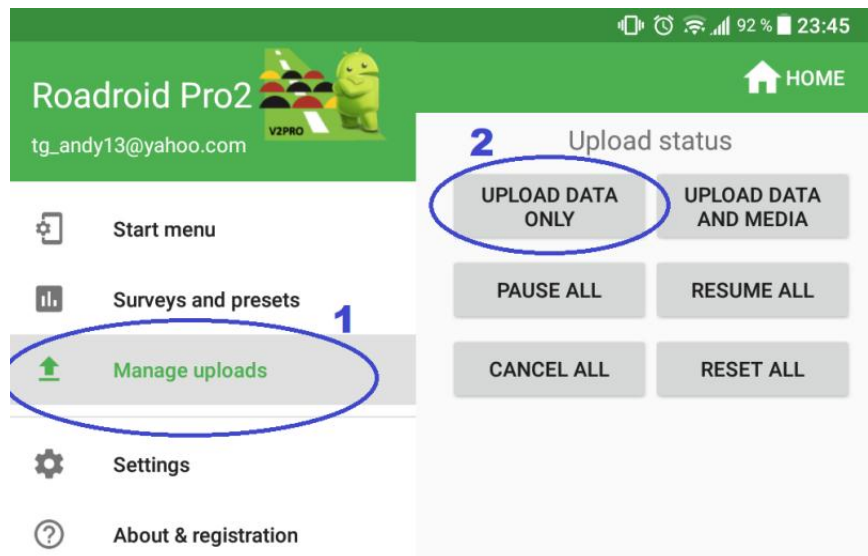 92 % 23:45
Roadroid Pro2
V2PRO
tg_andy13@yahoo.com
Start menu
Surveys and presets
1
Manage uploads
Settings
About & registration
HOME
2
Upload status
UPLOAD DATA
ONLY
UPLOAD DATA
AND MEDIA
PAUSE ALL
RESUME ALL
CANCEL ALL
RESET ALL